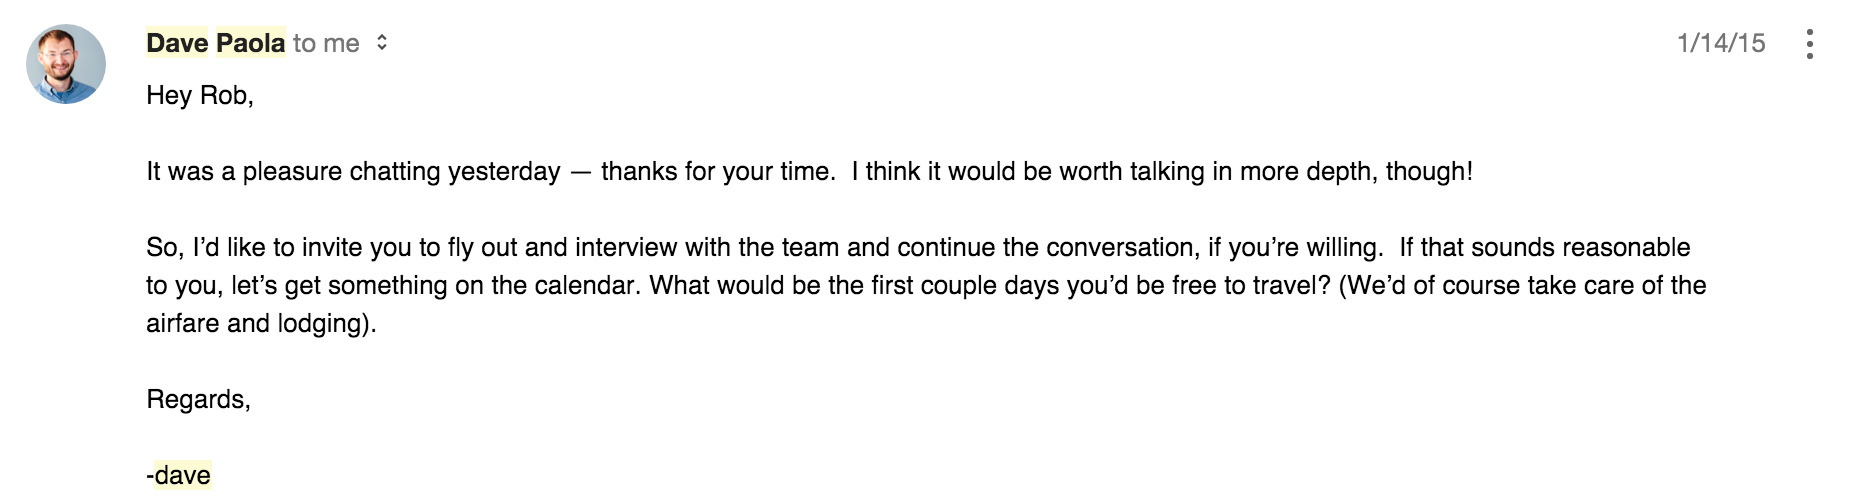 Dave Paola to me
1/14/15
Hey Rob,
It was a pleasure chatting yesterday — thanks for your time.  I think it would be worth talking in more depth, though!
So, I’d like to invite you to fly out and interview with the team and continue the conversation, if you’re willing.  If that sounds reasonable
to you, let’s get something on the calendar. What would be the first couple days you’d be free to travel? (We’d of course take care of the
airfare and lodging).
Regards,
-dave